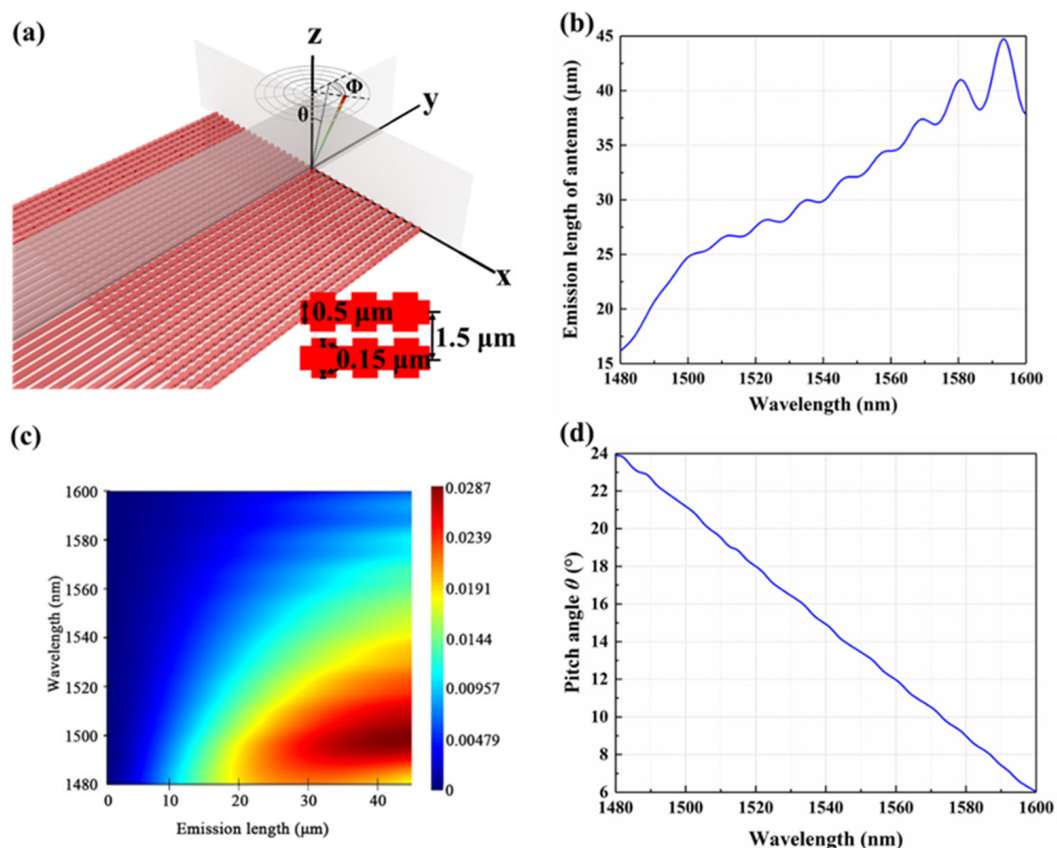 (a)
z
Φ
θ
y
x
0.5 μm
1.5 μm
0.15 μm
(b)
45
40
35
30
25
20
15
Emission length of antenna (μm)
1480 1500 1520 1540 1560 1580 1600
Wavelength (nm)
(c)
1600
1580
1560
1540
1520
1500
1480
Wavelength (nm)
0 10 20 30 40
Emission length (μm)
0.0287
0.0239
0.0191
0.0144
0.00957
0.00479
0
(d)
24
22
20
18
16
14
12
10
8
6
Pitch angle θ (°)
1480 1500 1520 1540 1560 1580 1600
Wavelength (nm)